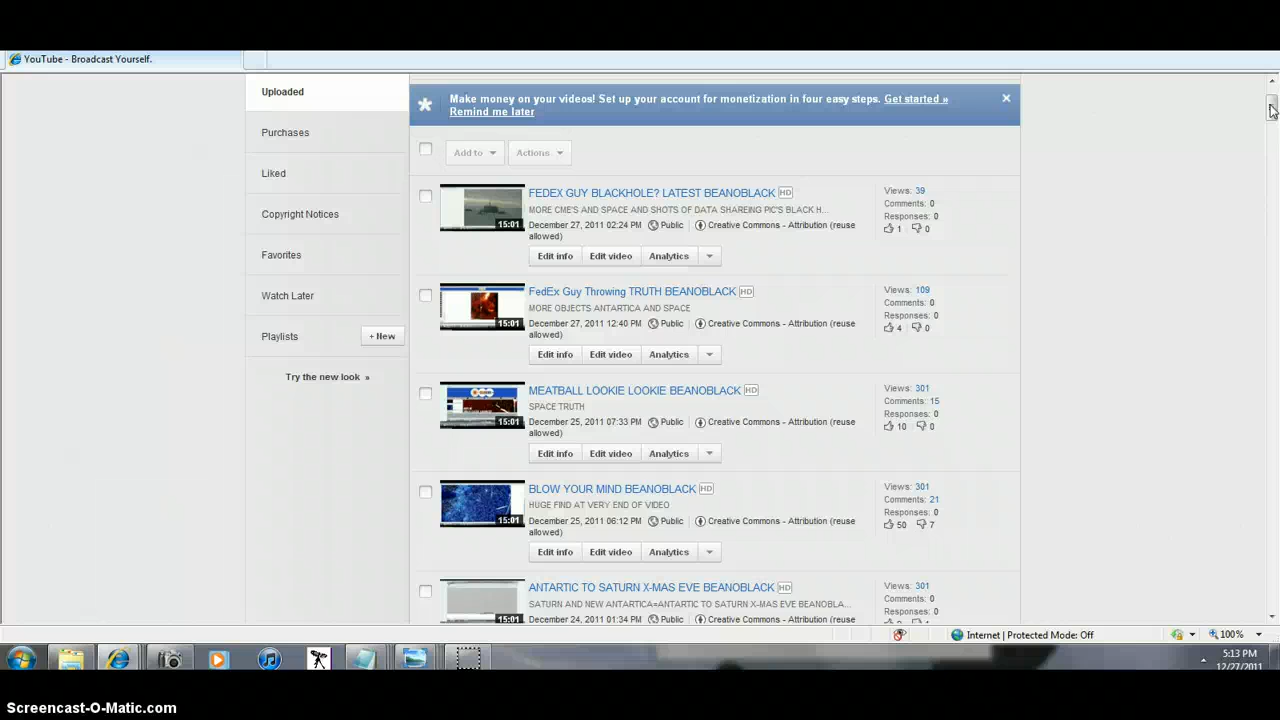 YouTube - Broadcast Yourself.
Uploaded
Purchases
Liked
Copyright Notices
Favorites
Watch Later
Playlists
+ New
Try the new look »
Make money on your videos! Set up your account for monetization in four easy steps. Get started »
Remind me later
Add to
Actions
FEDEX GUY BLACKHOLE? LATEST BEANOBLACK HD
MORE CME'S AND SPACE AND SHOTS OF DATA SHAREING PIC'S BLACK H...
15:01
December 27, 2011 02:24 PM Public Creative Commons - Attribution (reuse
allowed)
Edit info Edit video Analytics
Views: 39
Comments: 0
Responses: 0
1 0
FedEx Guy Throwing TRUTH BEANOBLACK HD
MORE OBJECTS ANTARTICA AND SPACE
15:01
December 27, 2011 12:40 PM Public Creative Commons - Attribution (reuse
allowed)
Edit info Edit video Analytics
Views: 109
Comments: 0
Responses: 0
4 0
MEATBALL LOOKIE LOOKIE BEANOBLACK HD
SPACE TRUTH
15:01
December 25, 2011 07:33 PM Public Creative Commons - Attribution (reuse
allowed)
Edit info Edit video Analytics
Views: 301
Comments: 15
Responses: 0
10 0
BLOW YOUR MIND BEANOBLACK HD
HUGE FIND AT VERY END OF VIDEO
15:01
December 25, 2011 06:12 PM Public Creative Commons - Attribution (reuse
allowed)
Edit info Edit video Analytics
Views: 301
Comments: 21
Responses: 0
50 7
ANTARTIC TO SATURN X-MAS EVE BEANOBLACK HD
SATURN AND NEW ANTARTICA=ANTARTIC TO SATURN X-MAS EVE BEANOBLA...
15:01
December 24, 2011 01:34 PM Public Creative Commons - Attribution (reuse
Views: 301
Comments: 0
Responses: 0
Internet | Protected Mode: Off
100%
5:13 PM
12/27/2011
Screencast-O-Matic.com